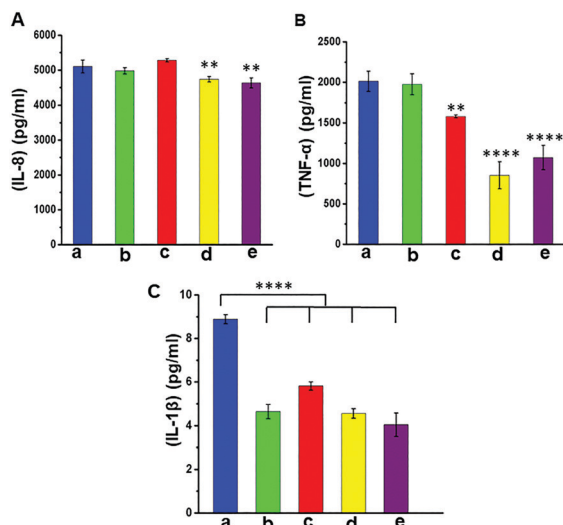 A
(IL-8) (pg/ml)
6000
5000
4000
3000
2000
1000
0
** **
a b c d e
B
(TNF-α) (pg/ml)
2500
2000
1500
1000
500
0
**
**** ****
a b c d e
C
(IL-1β) (pg/ml)
10
8
6
4
2
0
****
a b c d e